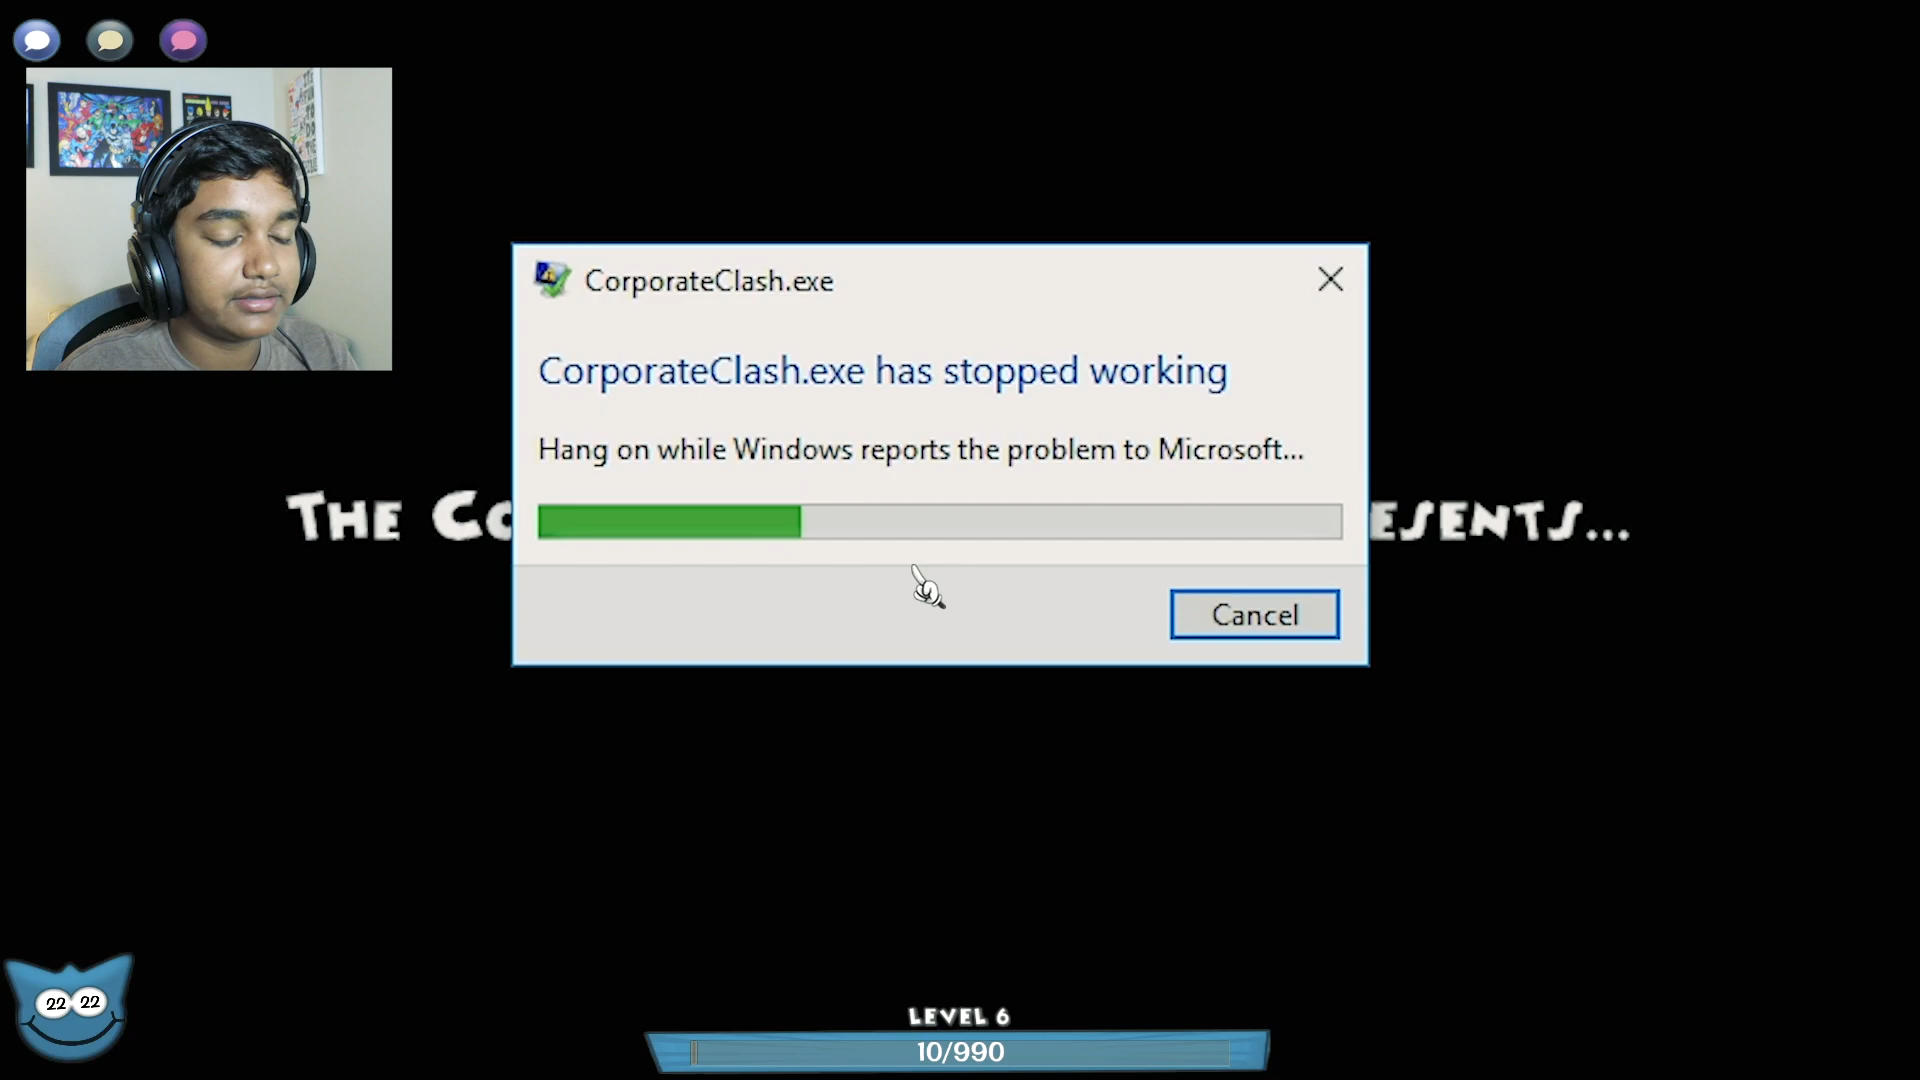 CorporateClash.exe
CorporateClash.exe has stopped working
Hang on while Windows reports the problem to Microsoft...
THE CO ESENTS...
Cancel
22 22
LEVEL 6
10/990